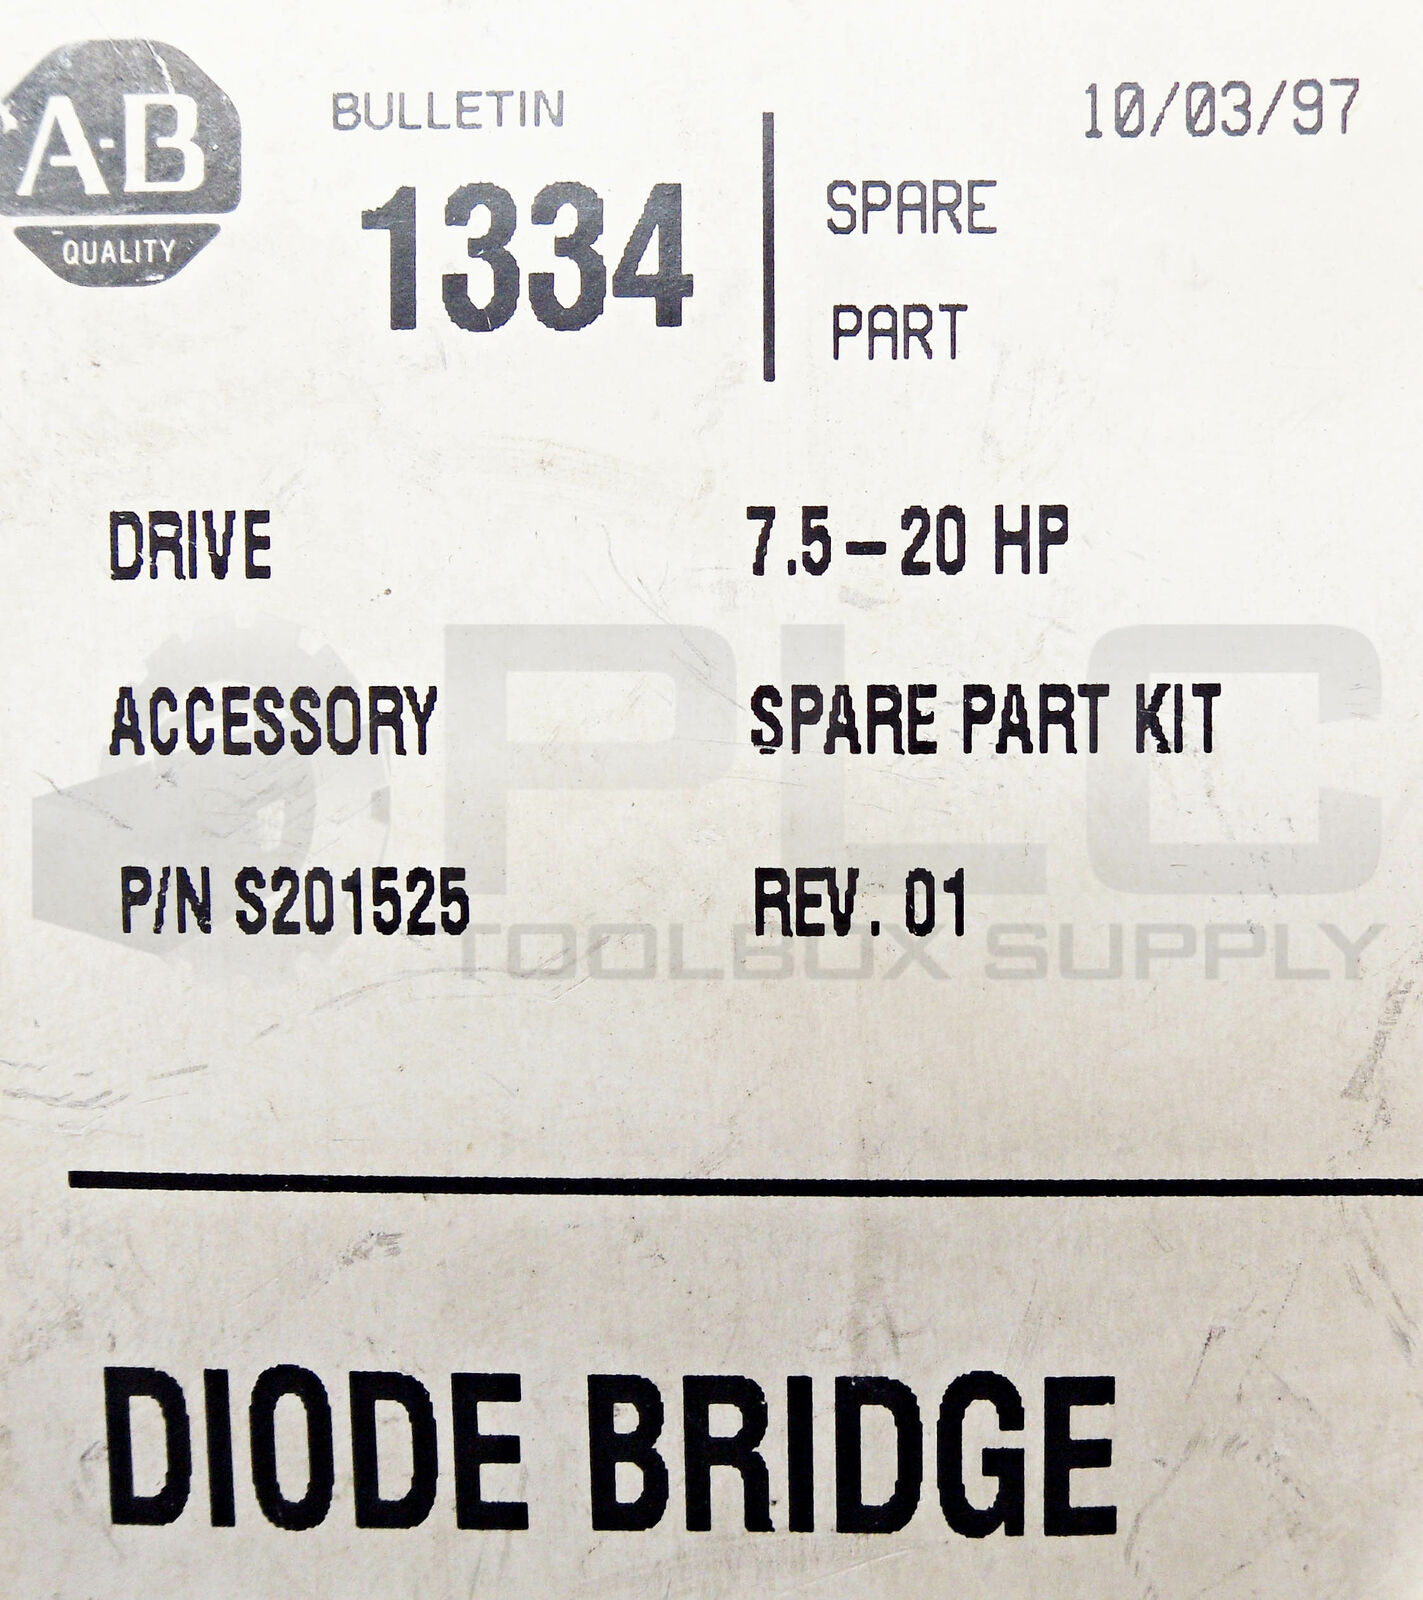 A-B
QUALITY
BULLETIN
1334
SPARE
PART
10/03/97
DRIVE 7.5-20 HP
ACCESSORY SPARE PART KIT
P/N S201525 REV. 01
PLC
TOOLBOX SUPPLY
DIODE BRIDGE